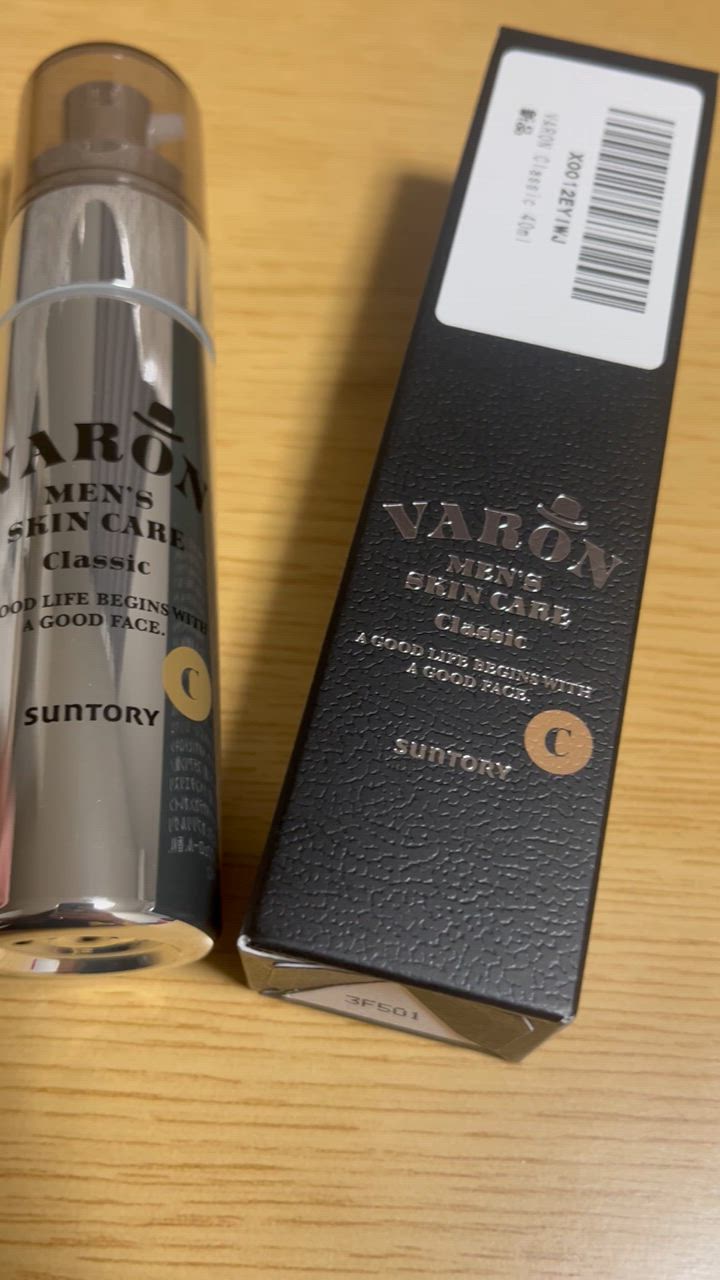 VARON
MEN'S
SKIN CARE
Classic
GOOD LIFE BEGINS WITH
A GOOD FACE.
C
SUNTORY
X0012EYIWJ
VARON Classic 40ml
新品
VARON
MEN'S
SKIN CARE
Classic
A GOOD LIFE BEGINS WITH
A GOOD FACE.
C
SUNTORY
3F501